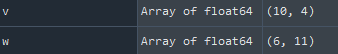 v Array of float64 (10, 4)
w Array of float64 (6, 11)